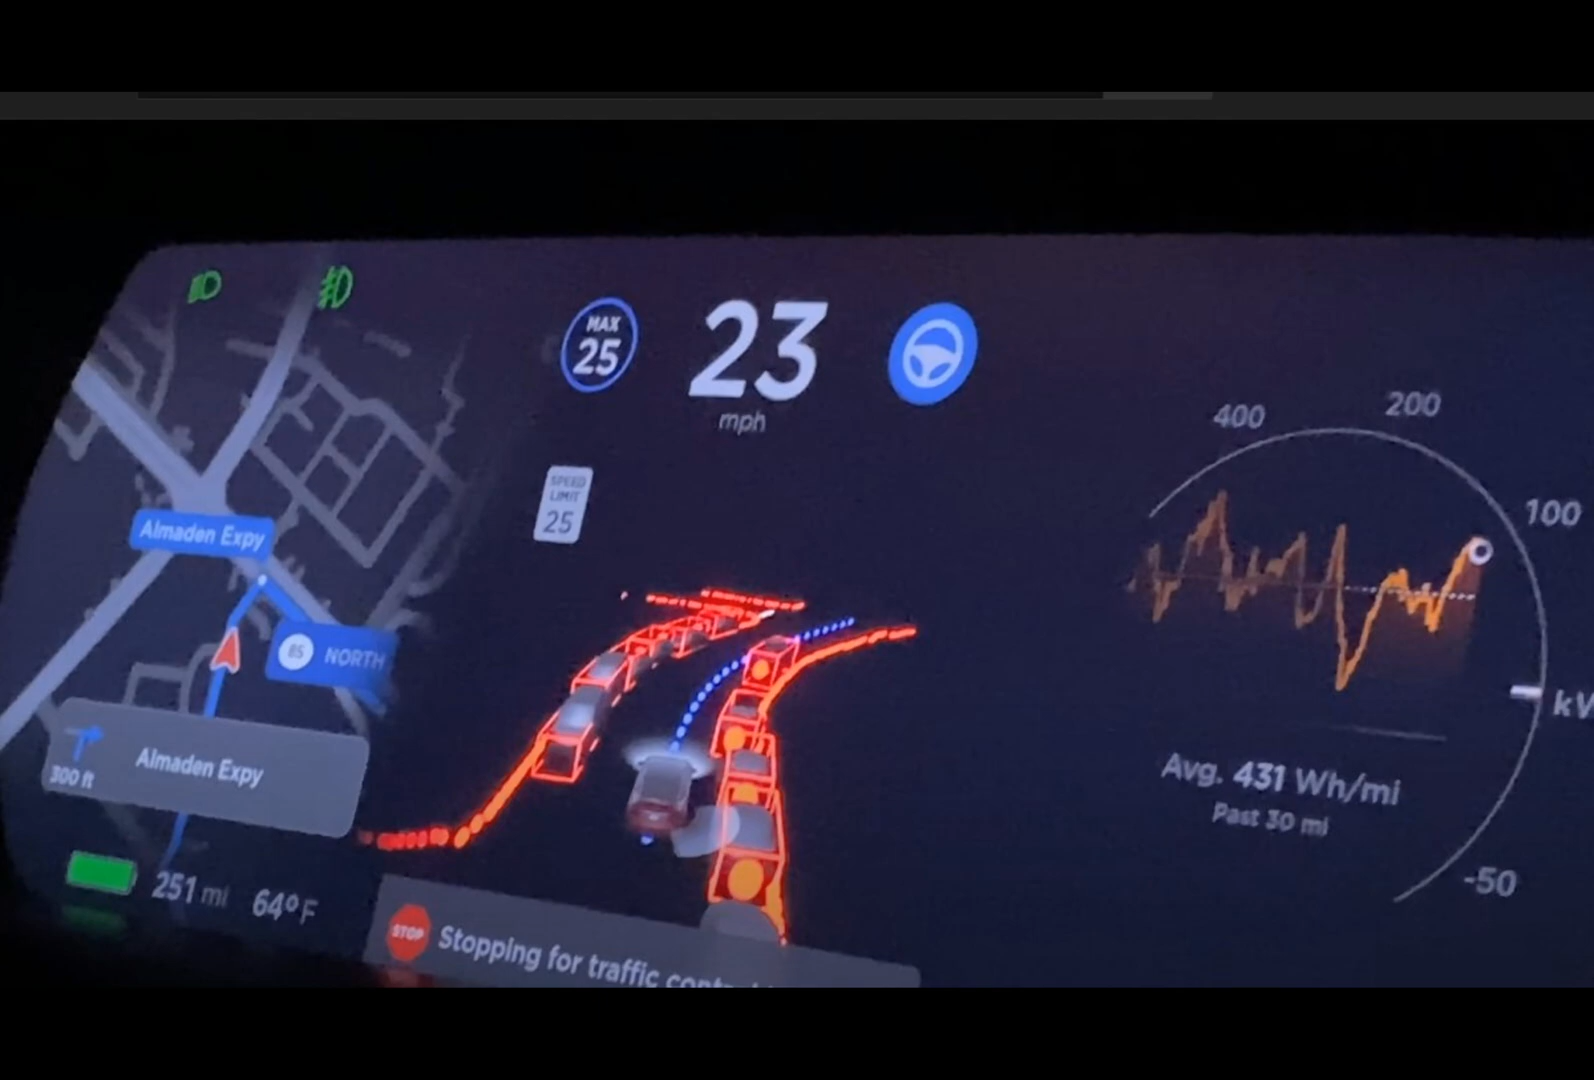 MAX
25
23
mph
SPEED
LIMIT
25
Almaden Expy
85 NORTH
300 ft
Almaden Expy
251 mi 64°F
STOP Stopping for traffic
400
200
100
-50
Avg. 431 Wh/mi
Past 30 mi